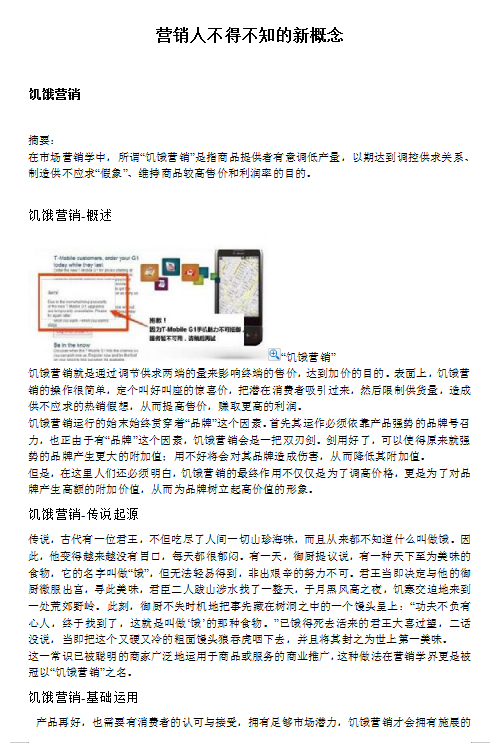 营销人不得不知的新概念
饥饿营销
摘要：
在市场营销学中，所谓“饥饿营销”是指商品提供者有意调低产量，以期达到调控供求关系、
制造供不应求“假象”、维持商品较高售价和利润率的目的。
饥饿营销-概述
T-Mobile customers, order your G1
today while they last.
Sorry!
抱歉！
因为T-Mobile G1手机
服务暂不可用，请稍后再试
Be in the know
“饥饿营销”
饥饿营销就是通过调节供求两端的量来影响终端的售价，达到加价的目的。表面上，饥饿营
销的操作很简单，定个叫好叫座的惊喜价，把潜在消费者吸引过来，然后限制供货量，造成
供不应求的热销假想，从而提高售价，赚取更高的利润。
饥饿营销运行的始末始终贯穿着“品牌”这个因素。首先其运作必须依靠产品强势的品牌号召
力，也正由于有“品牌”这个因素，饥饿营销会是一把双刃剑。剑用好了，可以使得原来就强
势的品牌产生更大的附加值；用不好将会对其品牌造成伤害，从而降低其附加值。
但是，在这里人们还必须明白，饥饿营销的最终作用不仅仅是为了调高价格，更是为了对品
牌产生高额的附加价值，从而为品牌树立起高价值的形象。
饥饿营销-传说起源
传说，古代有一位君王，不但吃尽了人间一切山珍海味，而且从来都不知道什么叫做饿。因
此，他变得越来越没有胃口，每天都很郁闷。有一天，御厨提议说，有一种天下至为美味的
食物，它的名字叫做“饿”，但无法轻易得到，非出艰辛的努力不可。君王当即决定与他的御
厨微服出宫，寻此美味，君臣二人跋山涉水找了一整天，于月黑风高之夜，饥寒交迫地来到
一处荒郊野岭。此刻，御厨不失时机地把事先藏在树洞之中的一个馒头呈上：“功夫不负有
心人，终于找到了，这就是叫做‘饿’的那种食物。”已饿得死去活来的君王大喜过望，二话
没说，当即把这个又硬又冷的粗面馒头狼吞虎咽下去，并且将其封之为世上第一美味。
这一常识已被聪明的商家广泛地运用于商品或服务的商业推广，这种做法在营销学界更是被
冠以“饥饿营销”之名。
饥饿营销-基础运用
产品再好，也需要有消费者的认可与接受，拥有足够市场潜力，饥饿营销才会拥有施展的